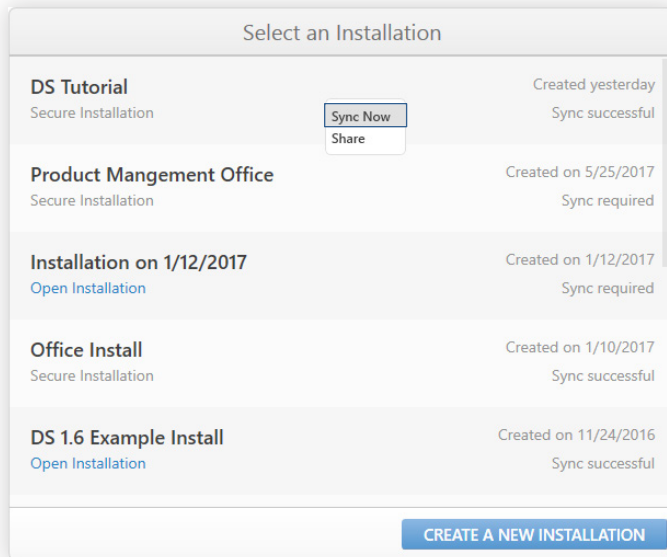 Select an Installation
DS Tutorial
Created yesterday
Secure Installation
Sync successful
Sync Now
Share
Product Mangement Office
Created on 5/25/2017
Secure Installation
Sync required
Installation on 1/12/2017
Created on 1/12/2017
Open Installation
Sync required
Office Install
Created on 1/10/2017
Secure Installation
Sync successful
DS 1.6 Example Install
Created on 11/24/2016
Open Installation
Sync successful
CREATE A NEW INSTALLATION